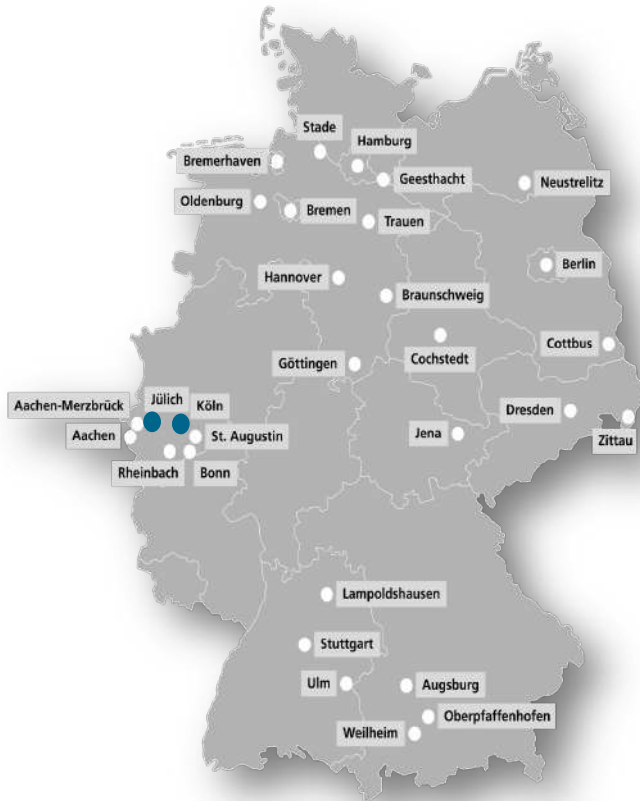 Stade
Hamburg
Bremerhaven
Geesthacht
Neustrelitz
Oldenburg
Bremen
Trauen
Berlin
Hannover
Braunschweig
Cottbus
Cochstedt
Göttingen
Jülich
Aachen-Merzbrück
Köln
Dresden
Aachen
St. Augustin
Jena
Zittau
Rheinbach
Bonn
Lampoldshausen
Stuttgart
Ulm
Augsburg
Oberpfaffenhofen
Weilheim